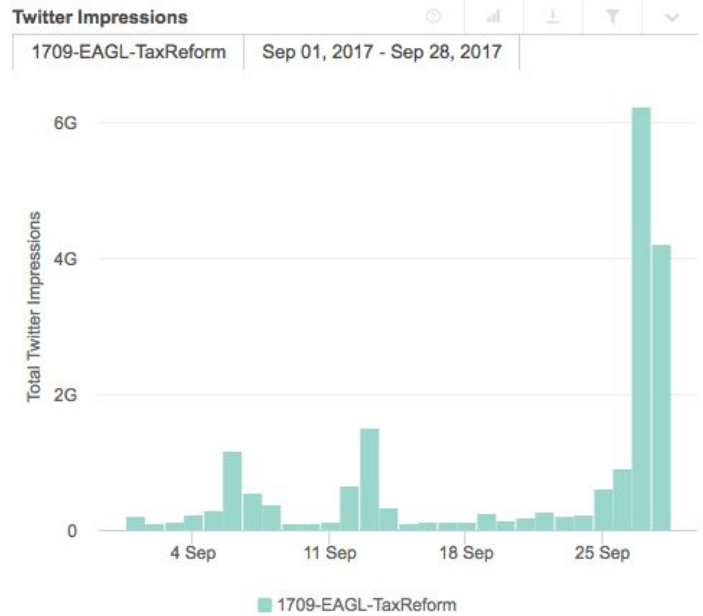 Twitter Impressions
1709-EAGL-TaxReform
Sep 01, 2017 - Sep 28, 2017
Total Twitter Impressions
6G
4G
2G
0
4 Sep
11 Sep
18 Sep
25 Sep
1709-EAGL-TaxReform